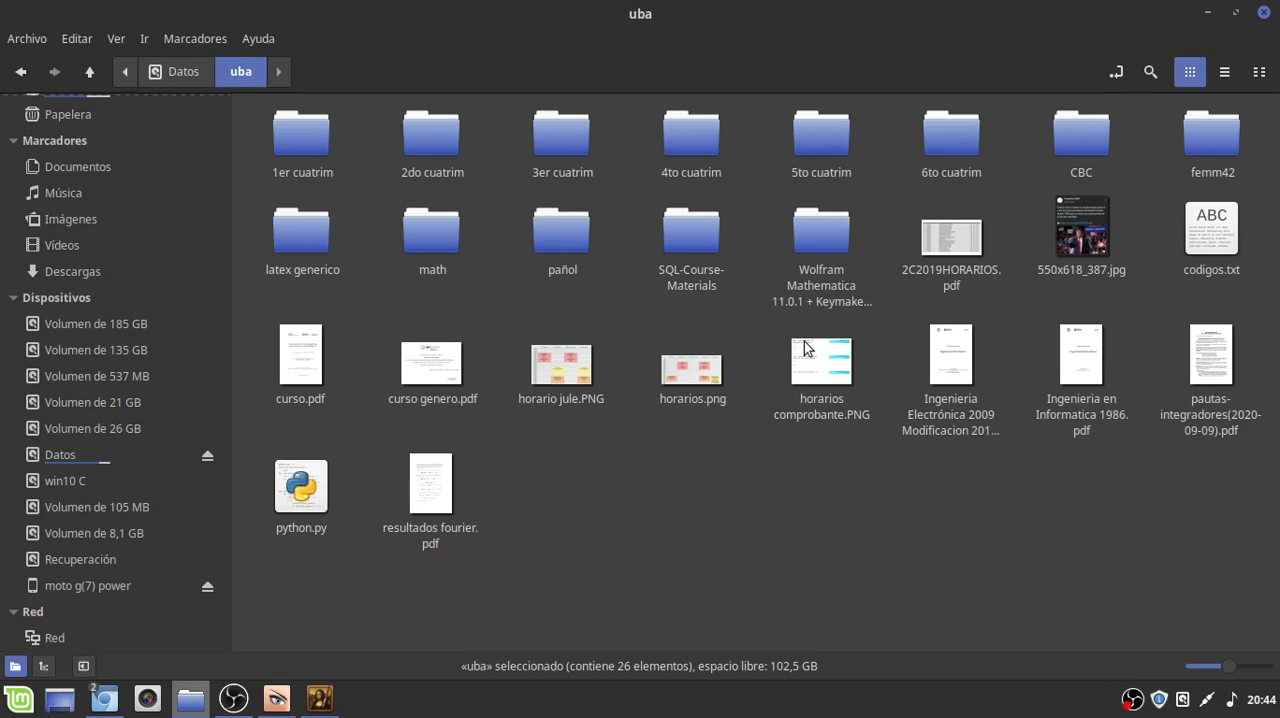 uba
Archivo Editar Ver Ir Marcadores Ayuda
Datos uba
Papelera
Marcadores
Documentos
Música
Imágenes
Vídeos
Descargas
Dispositivos
Volumen de 185 GB
Volumen de 135 GB
Volumen de 537 MB
Volumen de 21 GB
Volumen de 26 GB
Datos
win10 C
Volumen de 105 MB
Volumen de 8,1 GB
Recuperación
moto g(7) power
Red
Red
1er cuatrim
2do cuatrim
3er cuatrim
4to cuatrim
5to cuatrim
6to cuatrim
CBC
femm42
latex generico
math
pañol
SQL-Course-
Materials
Wolfram
Mathematica
11.0.1 + Keymake...
2C2019HORARIOS.
pdf
550x618_387.jpg
ABC
codigos.txt
curso.pdf
curso genero.pdf
horario jule.PNG
horarios.png
horarios
comprobante.PNG
Ingenieria
Electrónica 2009
Modificacion 201...
Ingenieria en
Informatica 1986.
pdf
pautas-
integradores(2020-
09-09).pdf
python.py
resultados fourier.
pdf
«uba» seleccionado (contiene 26 elementos), espacio libre: 102,5 GB
2
20:44